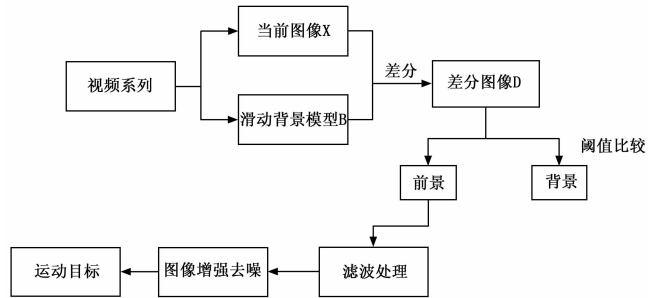 当前图像X
视频系列
差分
差分图像D
滑动背景模型B
阈值比较
前景
背景
运动目标
图像增强去噪
滤波处理